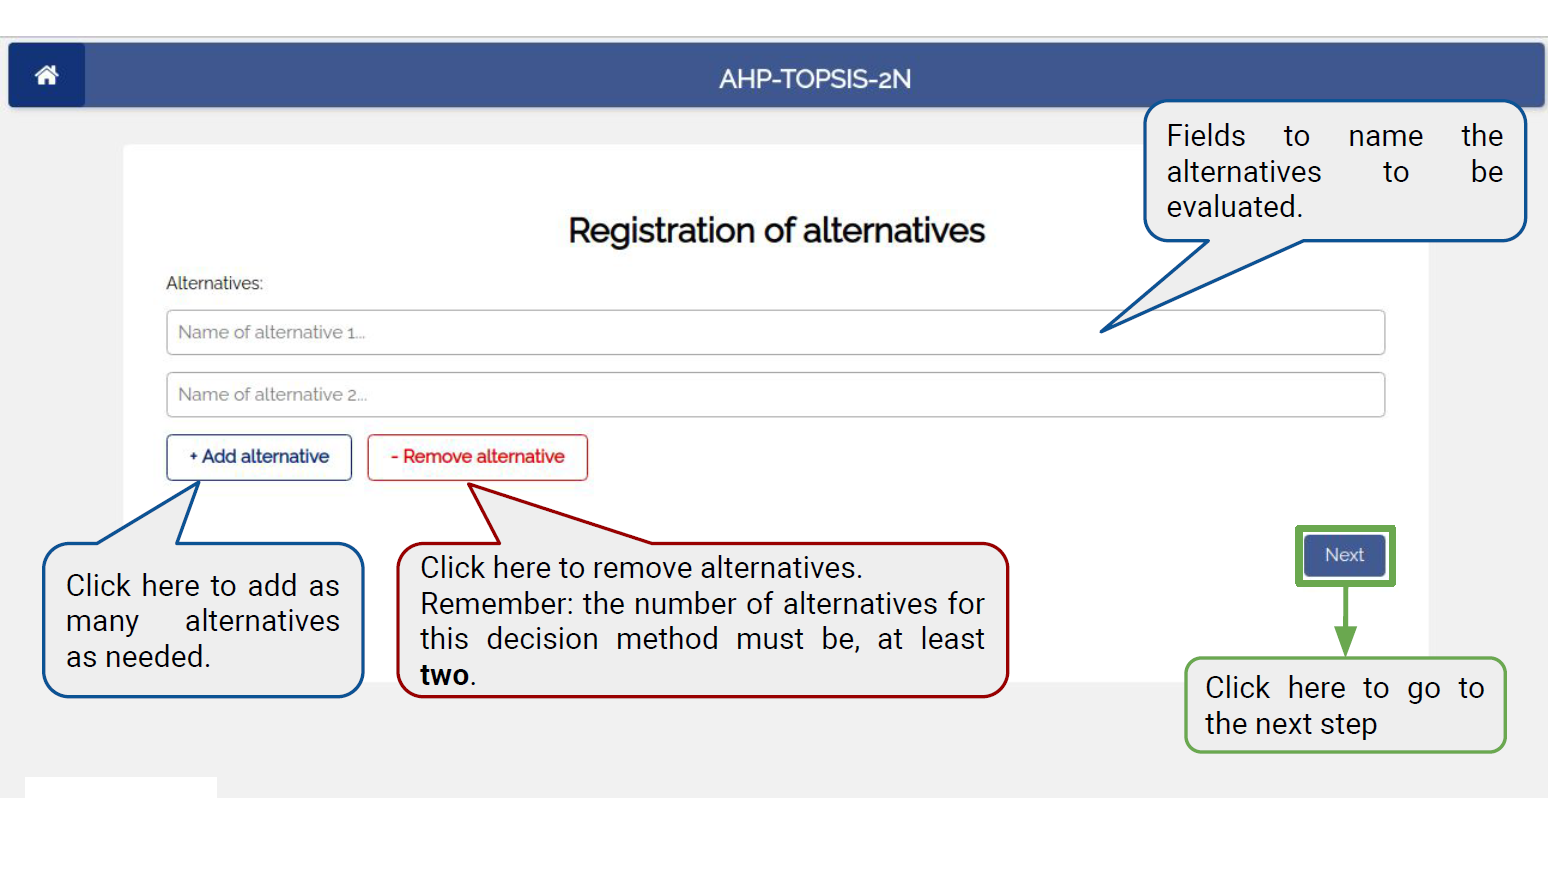 AHP-TOPSIS-2N
Fields to name the
alternatives to be
evaluated.
Registration of alternatives
Alternatives:
Name of alternative 1...
Name of alternative 2...
+ Add alternative
- Remove alternative
Click here to add as
many alternatives
as needed.
Click here to remove alternatives.
Remember: the number of alternatives for
this decision method must be, at least
two.
Next
Click here to go to
the next step